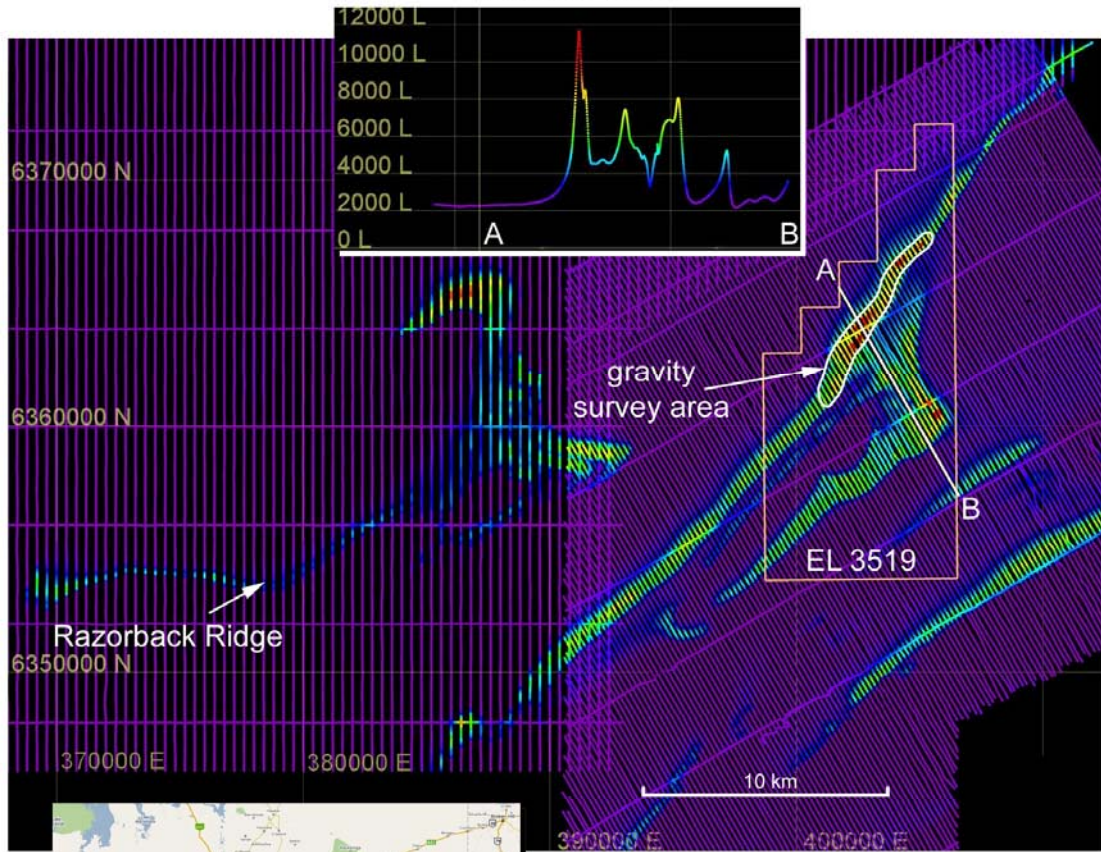 12000 L
10000 L
8000 L
6000 L
4000 L
2000 L
0 L
A
B
6370000 N
A
gravity
survey area
6360000 N
B
EL 3519
Razorback Ridge
6350000 N
370000 E
380000 E
10 km
390000 E
400000 E